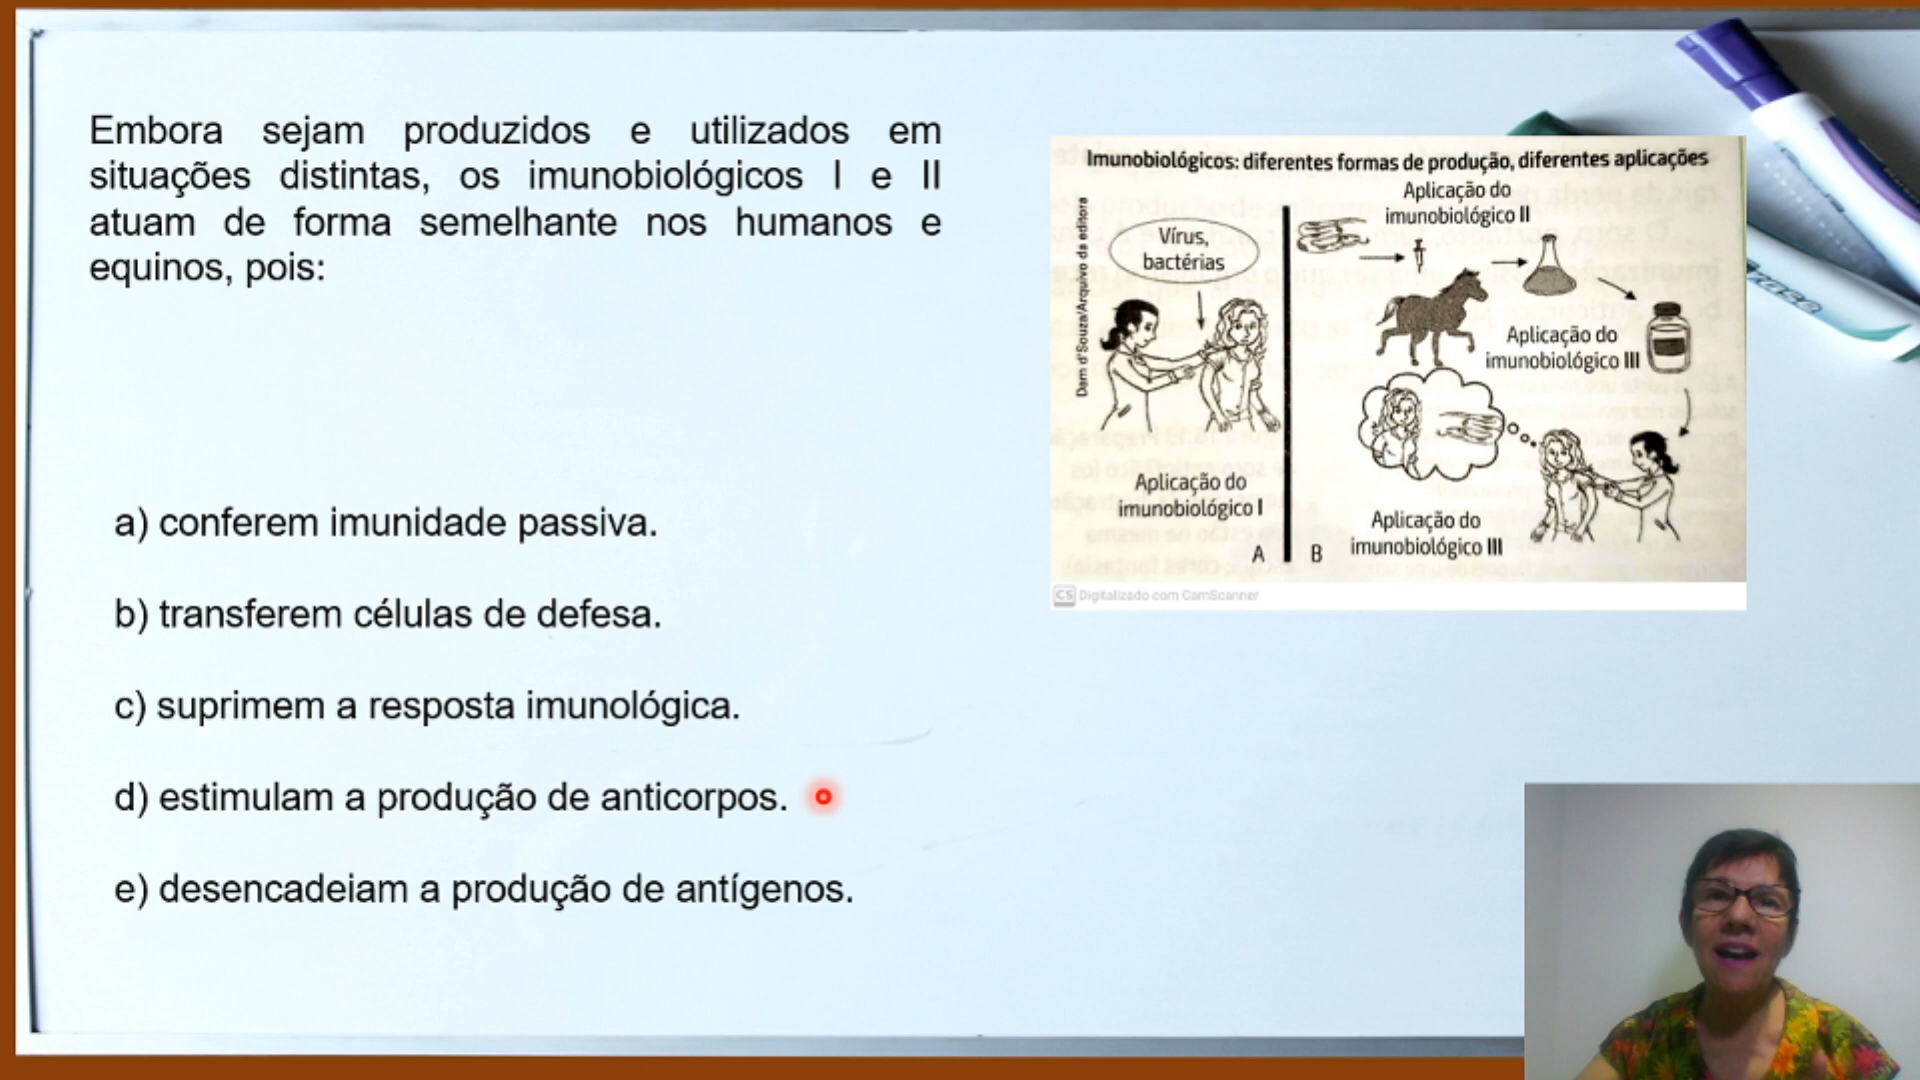 Embora sejam produzidos e utilizados em
situações distintas, os imunobiológicos I e II
atuam de forma semelhante nos humanos e
equinos, pois:
a) conferem imunidade passiva.
b) transferem células de defesa.
c) suprimem a resposta imunológica.
d) estimulam a produção de anticorpos.
e) desencadeiam a produção de antígenos.
Imunobiológicos: diferentes formas de produção, diferentes aplicações
Dam d'Souza/Arquivo da editora
Vírus,
bactérias
Aplicação do
imunobiológico I
A
Aplicação do
imunobiológico II
Aplicação do
imunobiológico III
B
Aplicação do
imunobiológico III
CS Digitalizado com CamScanner